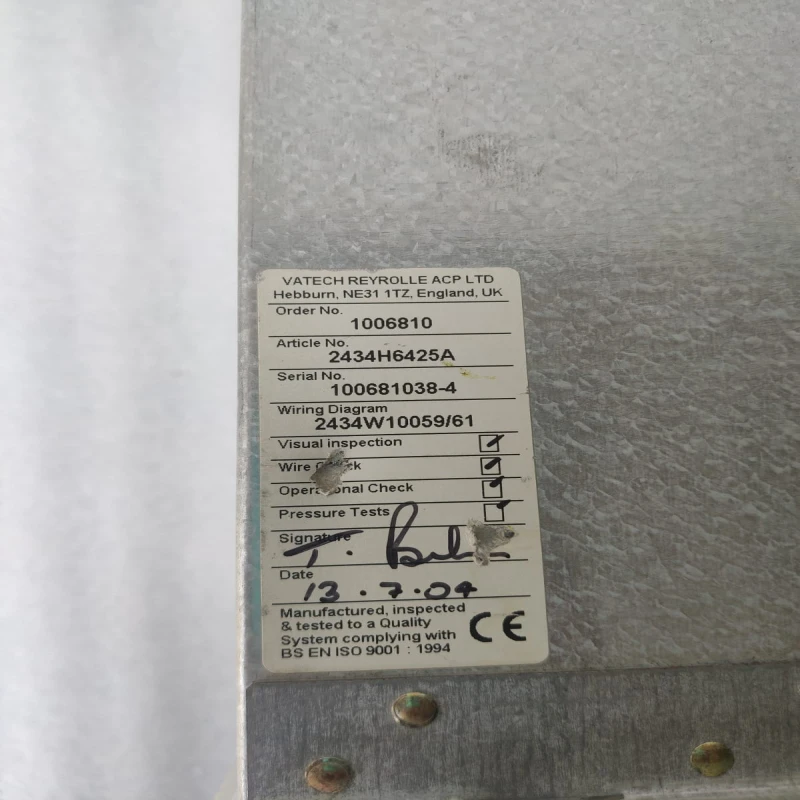 VATECH REYROLLE ACP LTD
Hebburn, NE31 1TZ, England, UK
Order No.
1006810
Article No.
2434H6425A
Serial No.
100681038-4
Wiring Diagram
2434W10059/61
Visual inspection
Wire
Operational Check
Pressure Tests
Signature
T.
Date
13.7.04
Manufactured, inspected
& tested to a Quality
System complying with
BS EN ISO 9001 : 1994
CE